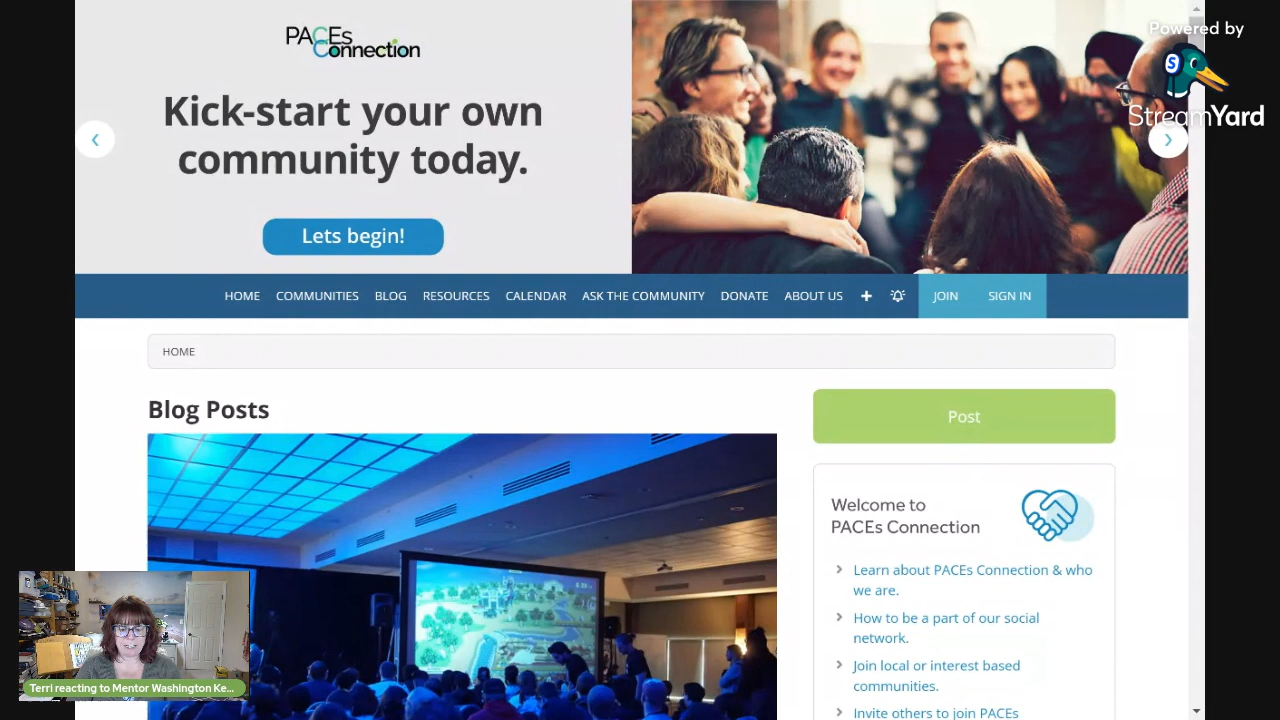 PACEs
Connection
Kick-start your own
community today.
Lets begin!
Powered by
S
StreamYard
HOME COMMUNITIES BLOG RESOURCES CALENDAR ASK THE COMMUNITY DONATE ABOUT US + JOIN SIGN IN
HOME
Blog Posts
Post
Welcome to
PACEs Connection
Learn about PACEs Connection & who
we are.
How to be a part of our social
network.
Join local or interest based
communities.
Invite others to join PACEs
Terri reacting to Mentor Washington Ke...